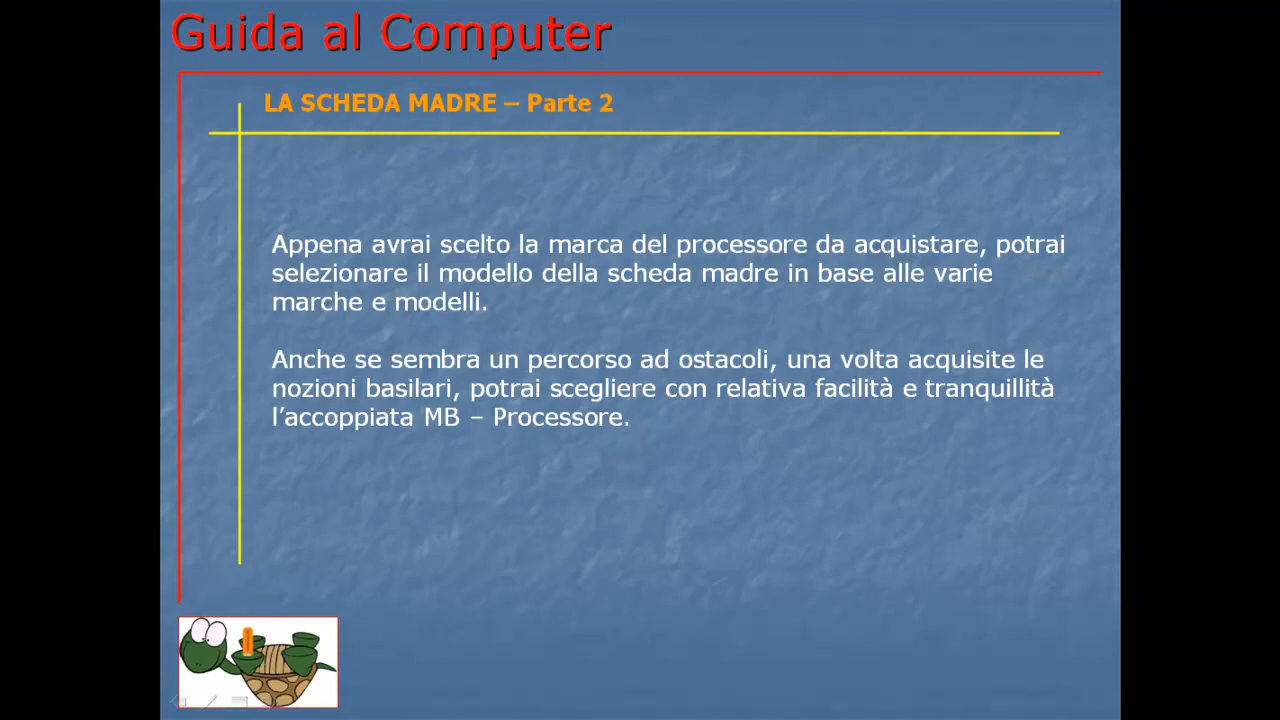 Guida al Computer
LA SCHEDA MADRE – Parte 2
Appena avrai scelto la marca del processore da acquistare, potrai
selezionare il modello della scheda madre in base alle varie
marche e modelli.
Anche se sembra un percorso ad ostacoli, una volta acquisite le
nozioni basilari, potrai scegliere con relativa facilità e tranquillità
l’accoppiata MB – Processore.